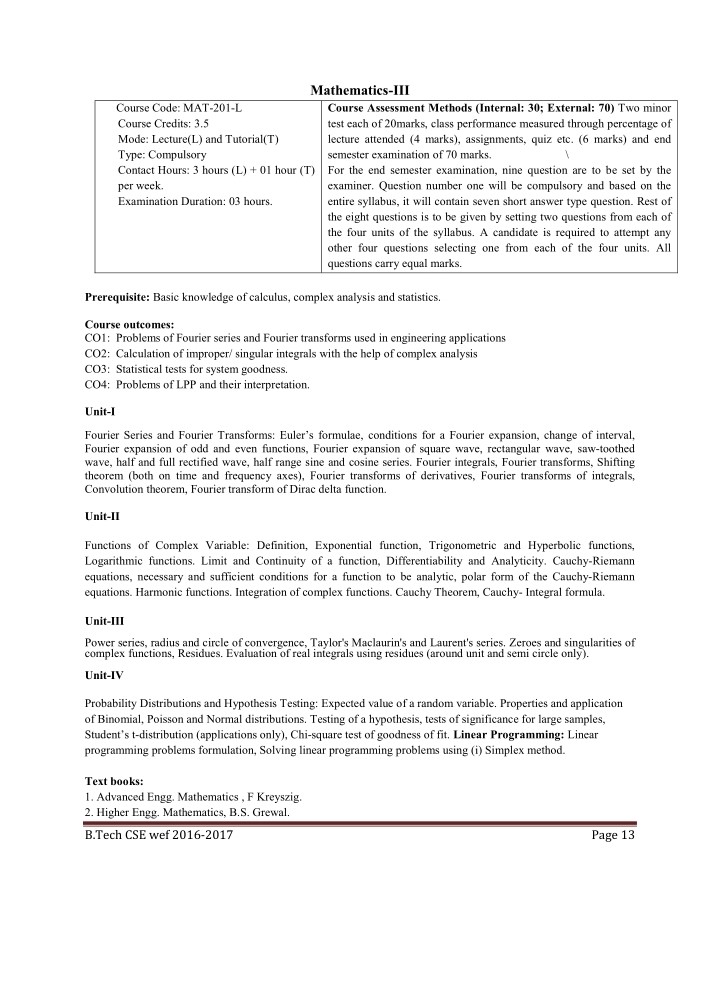 Mathematics-III
Course Code: MAT-201-L
Course Credits: 3.5
Mode: Lecture(L) and Tutorial(T)
Type: Compulsory
Contact Hours: 3 hours (L) + 01 hour (T)
per week.
Examination Duration: 03 hours.
Course Assessment Methods (Internal: 30; External: 70) Two minor
test each of 20marks, class performance measured through percentage of
lecture attended (4 marks), assignments, quiz etc. (6 marks) and end
semester examination of 70 marks. \
For the end semester examination, nine question are to be set by the
examiner. Question number one will be compulsory and based on the
entire syllabus, it will contain seven short answer type question. Rest of
the eight questions is to be given by setting two questions from each of
the four units of the syllabus. A candidate is required to attempt any
other four questions selecting one from each of the four units. All
questions carry equal marks.
Prerequisite: Basic knowledge of calculus, complex analysis and statistics.
Course outcomes:
CO1: Problems of Fourier series and Fourier transforms used in engineering applications
CO2: Calculation of improper/ singular integrals with the help of complex analysis
CO3: Statistical tests for system goodness.
CO4: Problems of LPP and their interpretation.
Unit-I
Fourier Series and Fourier Transforms: Euler’s formulae, conditions for a Fourier expansion, change of interval,
Fourier expansion of odd and even functions, Fourier expansion of square wave, rectangular wave, saw-toothed
wave, half and full rectified wave, half range sine and cosine series. Fourier integrals, Fourier transforms, Shifting
theorem (both on time and frequency axes), Fourier transforms of derivatives, Fourier transforms of integrals,
Convolution theorem, Fourier transform of Dirac delta function.
Unit-II
Functions of Complex Variable: Definition, Exponential function, Trigonometric and Hyperbolic functions,
Logarithmic functions. Limit and Continuity of a function, Differentiability and Analyticity. Cauchy-Riemann
equations, necessary and sufficient conditions for a function to be analytic, polar form of the Cauchy-Riemann
equations. Harmonic functions. Integration of complex functions. Cauchy Theorem, Cauchy- Integral formula.
Unit-III
Power series, radius and circle of convergence, Taylor's Maclaurin's and Laurent's series. Zeroes and singularities of
complex functions, Residues. Evaluation of real integrals using residues (around unit and semi circle only).
Unit-IV
Probability Distributions and Hypothesis Testing: Expected value of a random variable. Properties and application
of Binomial, Poisson and Normal distributions. Testing of a hypothesis, tests of significance for large samples,
Student’s t-distribution (applications only), Chi-square test of goodness of fit. Linear Programming: Linear
programming problems formulation, Solving linear programming problems using (i) Simplex method.
Text books:
1. Advanced Engg. Mathematics , F Kreyszig.
2. Higher Engg. Mathematics, B.S. Grewal.
B.Tech CSE wef 2016-2017 Page 13